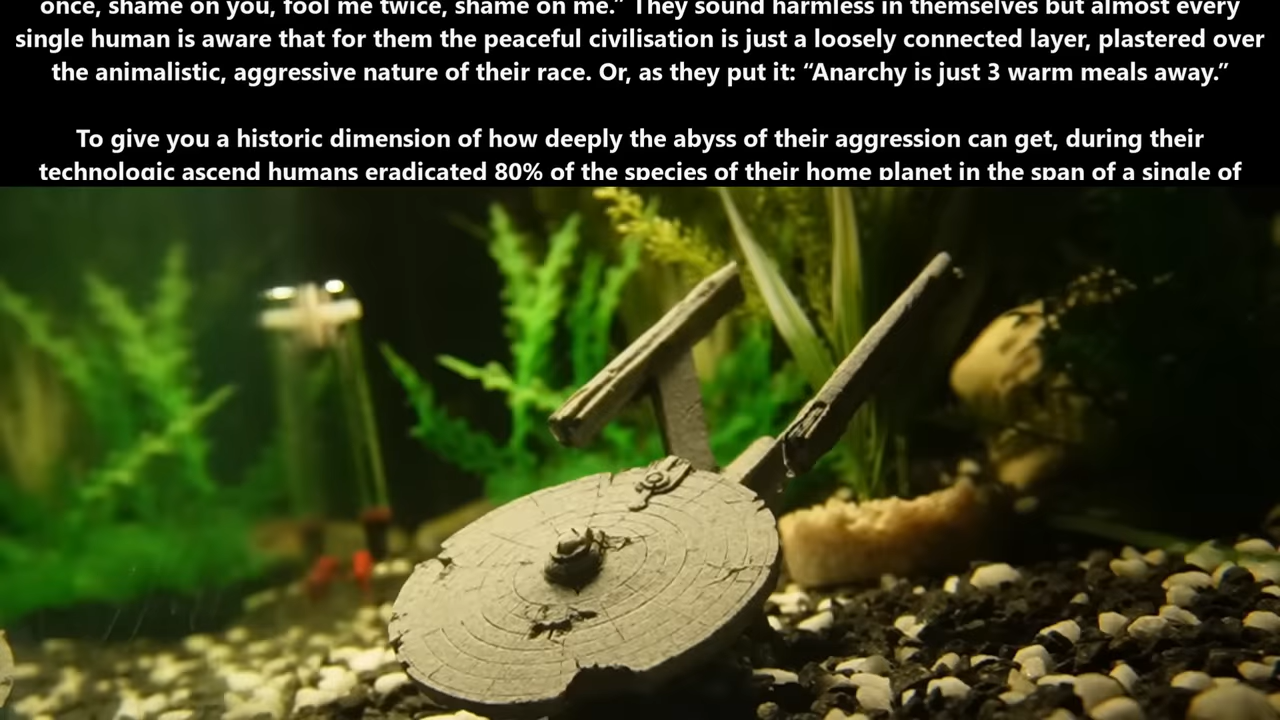 once, shame on you, fool me twice, shame on me.” They sound harmless in themselves but almost every
single human is aware that for them the peaceful civilisation is just a loosely connected layer, plastered over
the animalistic, aggressive nature of their race. Or, as they put it: “Anarchy is just 3 warm meals away.”
To give you a historic dimension of how deeply the abyss of their aggression can get, during their
technologic ascend humans eradicated 80% of the species of their home planet in the span of a single of